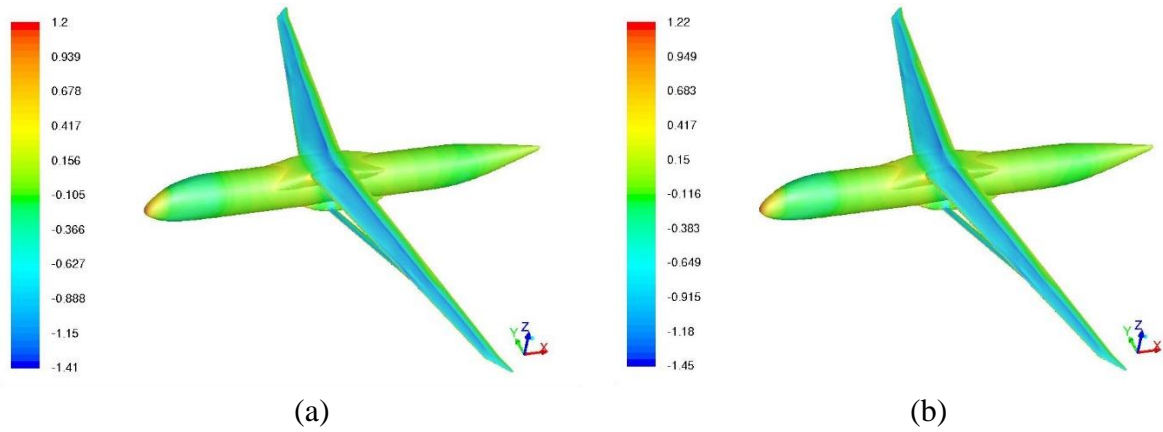 1.2
0.939
0.678
0.417
0.156
-0.105
-0.366
-0.627
-0.888
-1.15
-1.41
Z
Y
X
(a)
1.22
0.949
0.683
0.417
0.15
-0.116
-0.383
-0.649
-0.915
-1.18
-1.45
Z
Y
X
(b)